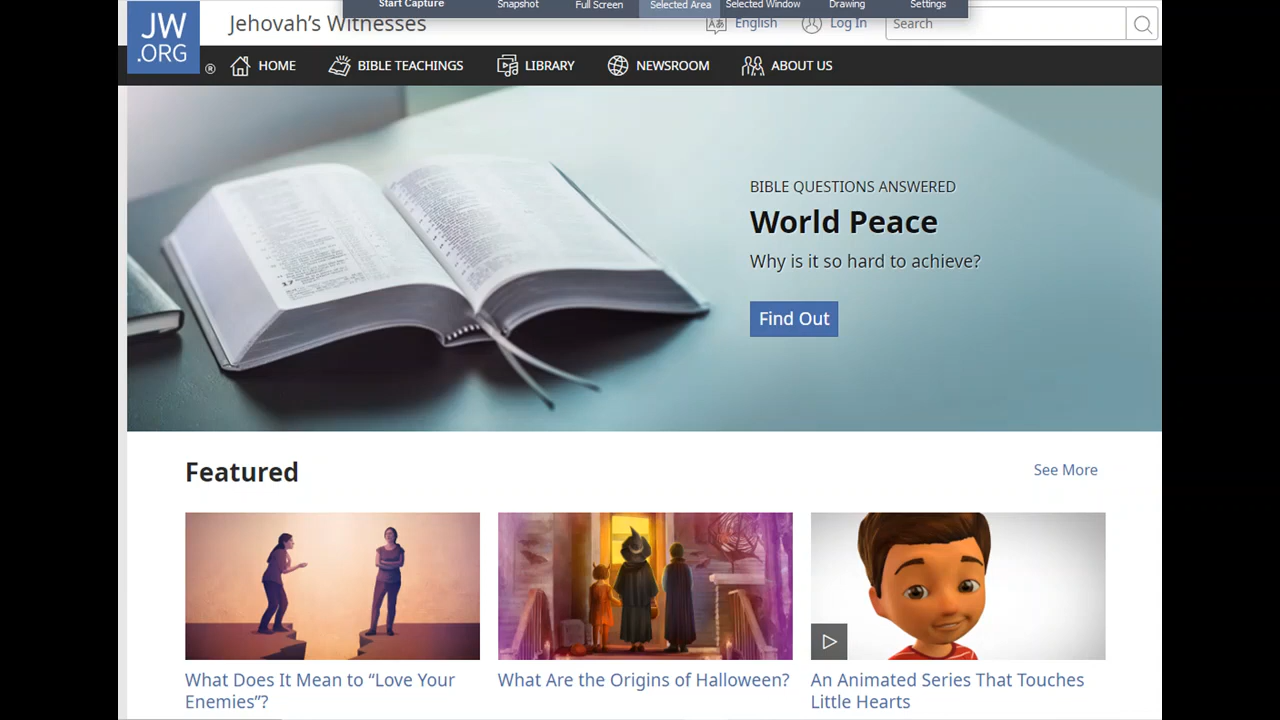 Start Capture
Snapshot
Full Screen
Selected Area
Selected Window
Drawing
Settings
JW
.ORG
®
Jehovah's Witnesses
English
Log In
Search
HOME
BIBLE TEACHINGS
LIBRARY
NEWSROOM
ABOUT US
17
BIBLE QUESTIONS ANSWERED
World Peace
Why is it so hard to achieve?
Find Out
Featured
See More
What Does It Mean to “Love Your
Enemies”?
What Are the Origins of Halloween?
An Animated Series That Touches
Little Hearts